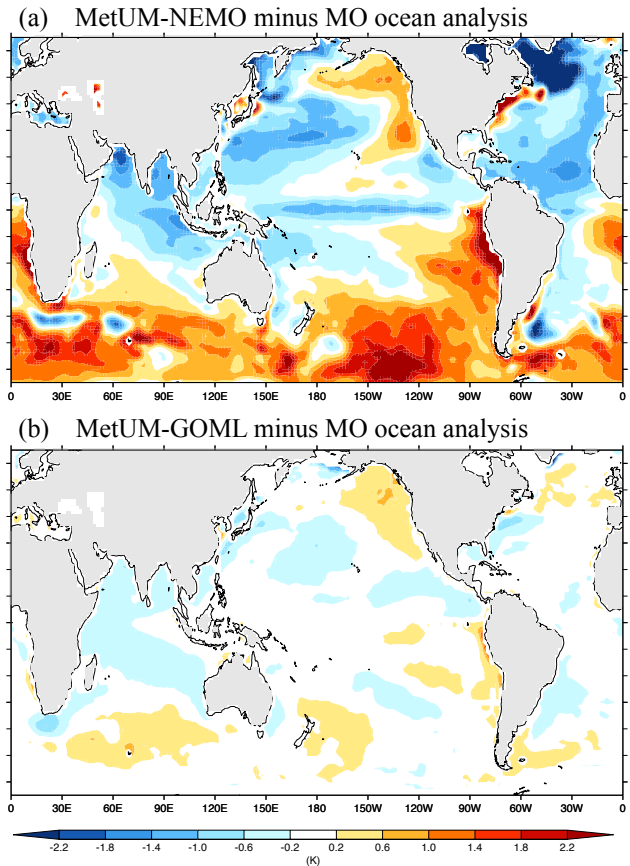 (a) MetUM-NEMO minus MO ocean analysis
0 30E 60E 90E 120E 150E 180 150W 120W 90W 60W 30W 0
(b) MetUM-GOML minus MO ocean analysis
0 30E 60E 90E 120E 150E 180 150W 120W 90W 60W 30W 0
-2.2 -1.8 -1.4 -1.0 -0.6 -0.2 0.2 0.6 1.0 1.4 1.8 2.2
(K)